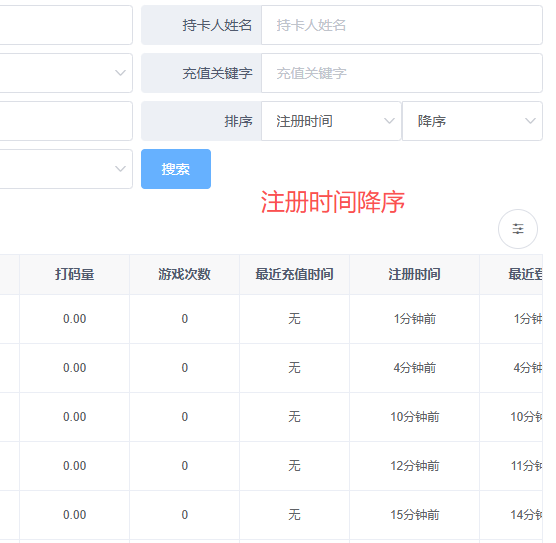 持卡人姓名 持卡人姓名
充值关键字 充值关键字
排序 注册时间 降序
搜索
注册时间降序
打码量 游戏次数 最近充值时间 注册时间 最近
0.00 0 无 1分钟前 1分
0.00 0 无 4分钟前 4分
0.00 0 无 10分钟前 10分
0.00 0 无 12分钟前 11分
0.00 0 无 15分钟前 14分